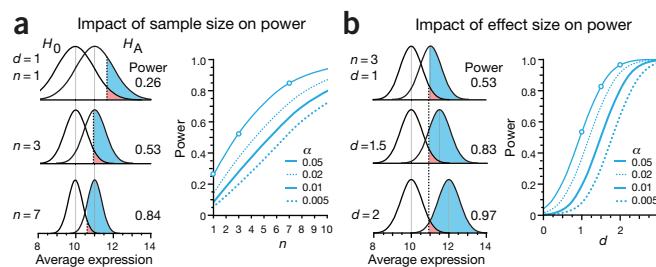 a Impact of sample size on power
H0 HA
d = 1
n = 1
Power
0.26
n = 3
0.53
n = 7
0.84
8 10 12 14
Average expression
Power
1.0
0.8
0.6
0.4
0.2
0
α
0.05
0.02
0.01
0.005
1 2 3 4 5 6 7 8 9 10
n
b Impact of effect size on power
n = 3
d = 1
Power
0.53
d = 1.5
0.83
d = 2
0.97
8 10 12 14
Average expression
Power
1.0
0.8
0.6
0.4
0.2
0
α
0.05
0.02
0.01
0.005
0 1 2
d